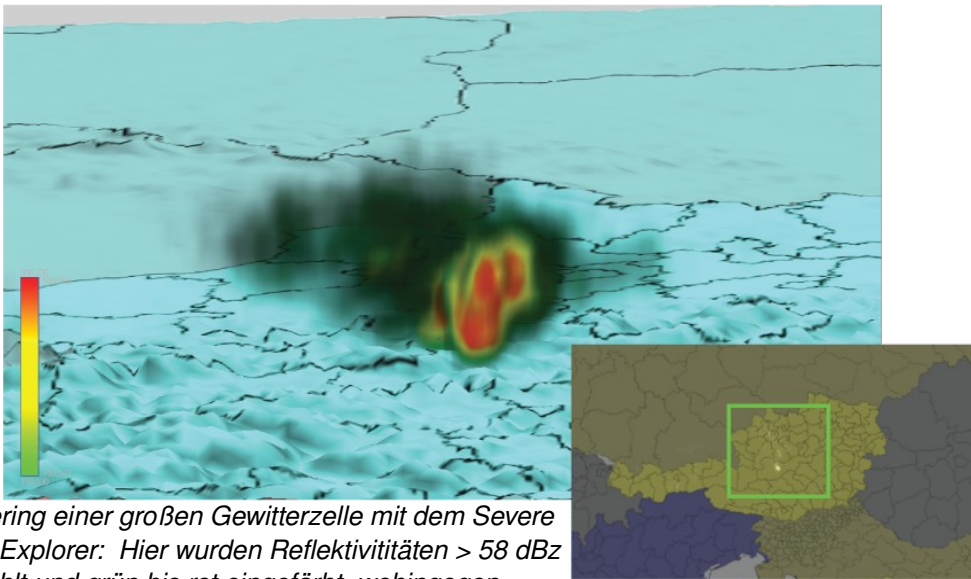 ering einer großen Gewitterzelle mit dem Severe
Explorer: Hier wurden Reflektivititäten > 58 dBz
hlt und grün bis rot eingefärbt, wohingegen